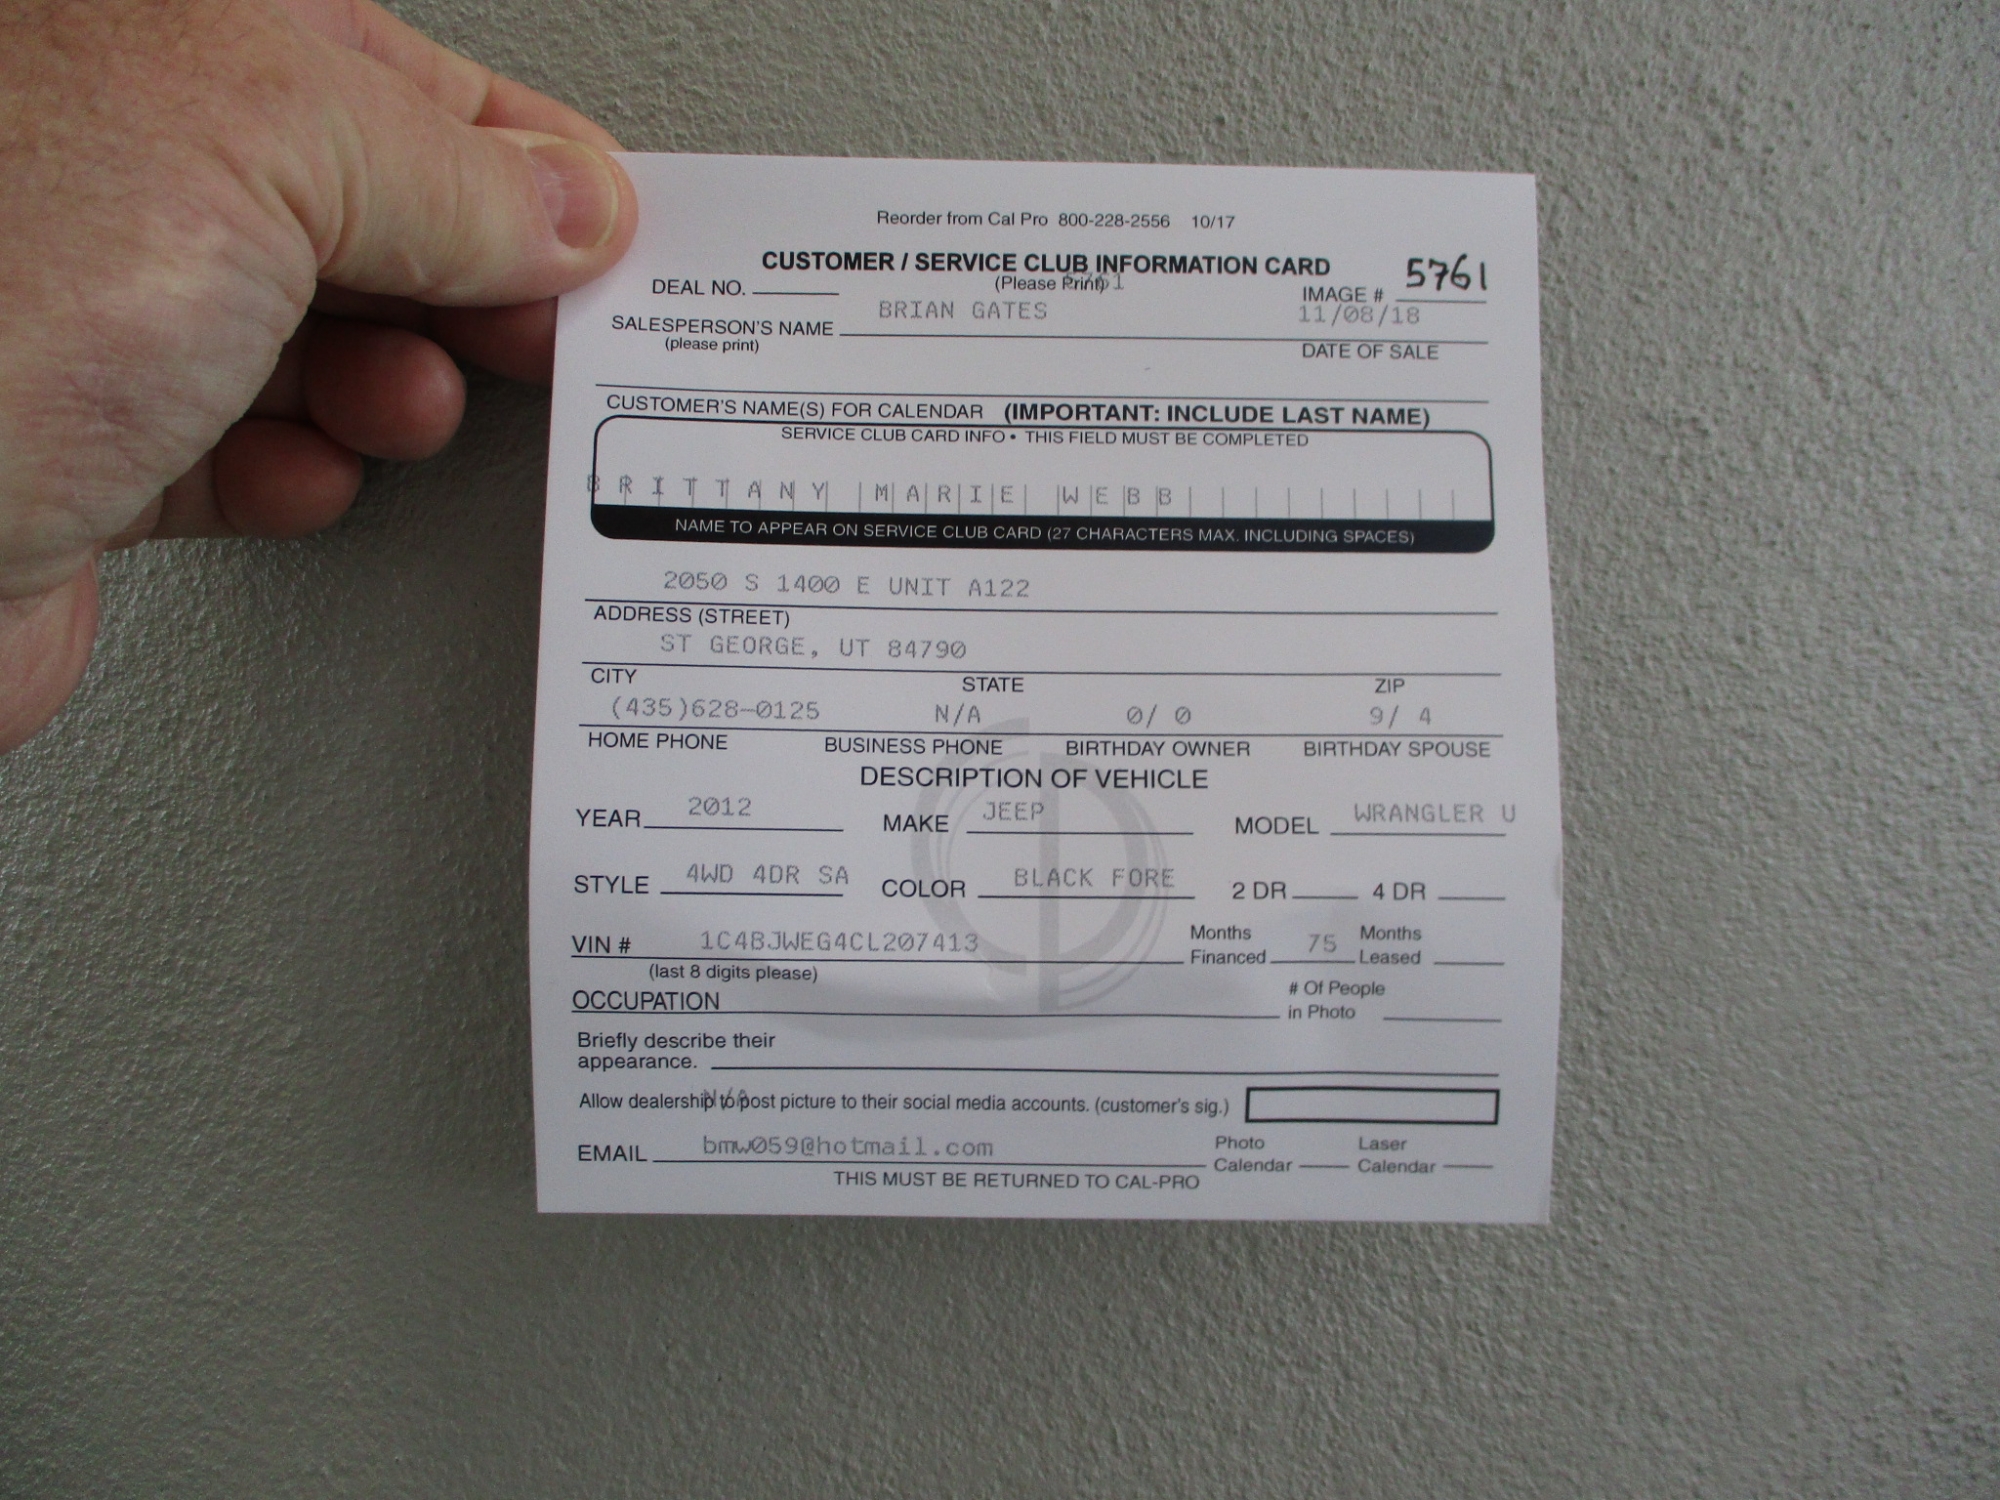 Reorder from Cal Pro 800-228-2556 10/17
CUSTOMER / SERVICE CLUB INFORMATION CARD 5761
DEAL NO. (Please Print) IMAGE #
BRIAN GATES 11/08/18
SALESPERSON'S NAME DATE OF SALE
(please print)
CUSTOMER'S NAME(S) FOR CALENDAR (IMPORTANT: INCLUDE LAST NAME)
SERVICE CLUB CARD INFO • THIS FIELD MUST BE COMPLETED
BRITTANY MARIE WEBB
NAME TO APPEAR ON SERVICE CLUB CARD (27 CHARACTERS MAX. INCLUDING SPACES)
2050 S 1400 E UNIT A122
ADDRESS (STREET)
ST GEORGE, UT 84790
CITY STATE ZIP
(435)628-0125 N/A 0/ 0 9/ 4
HOME PHONE BUSINESS PHONE BIRTHDAY OWNER BIRTHDAY SPOUSE
DESCRIPTION OF VEHICLE
YEAR 2012 MAKE JEEP MODEL WRANGLER U
STYLE 4WD 4DR SA COLOR BLACK FORE 2 DR 4 DR
VIN # 1C4BJWEG4CL207413 Months Financed 75 Months Leased
(last 8 digits please)
OCCUPATION # Of People in Photo
Briefly describe their
appearance.
Allow dealership to post picture to their social media accounts. (customer's sig.)
EMAIL bmw059@hotmail.com Photo Calendar Laser Calendar
THIS MUST BE RETURNED TO CAL-PRO